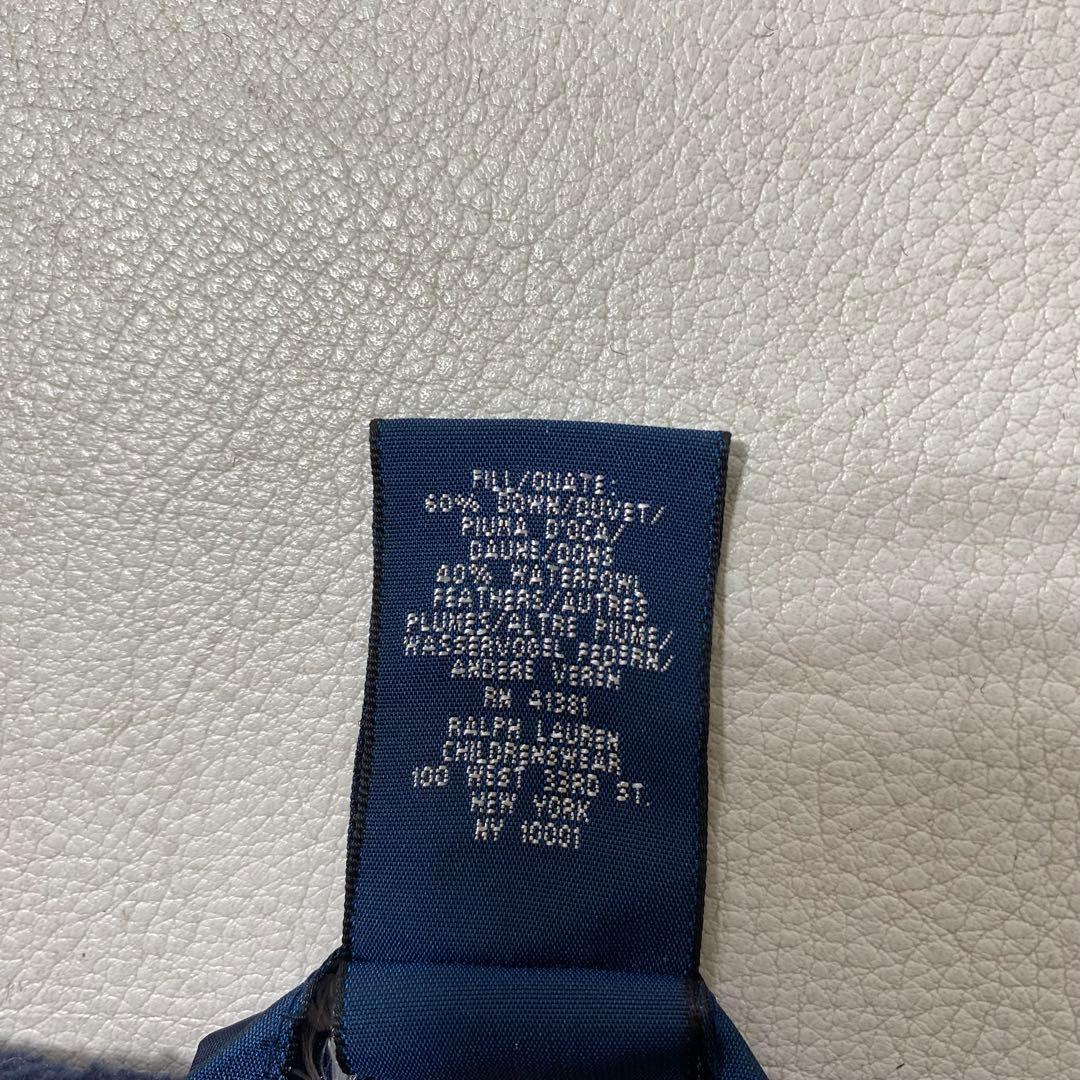 FILL/OUATE.
60% DOWN/DUVET/
PIUMA D'OCA/
DAUNE/DONS
40% WATERFOWL
FEATHERS/AUTRES
PLUMES/ALTRE PIUME/
WASSERVOGEL FEDERN/
ANDERE VEREN
RN 41381
RALPH LAUREN
CHILDRENSWEAR
100 WEST 33RD ST.
NEW YORK
NY 10001